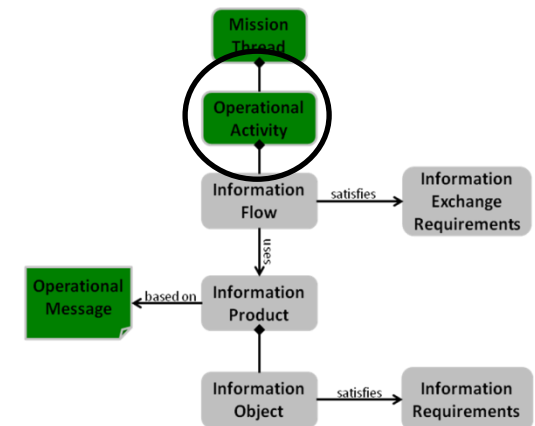 Mission
Thread
Operational
Activity
Information
Flow
satisfies
Information
Exchange
Requirements
uses
Operational
Message
based on
Information
Product
Information
Object
satisfies
Information
Requirements